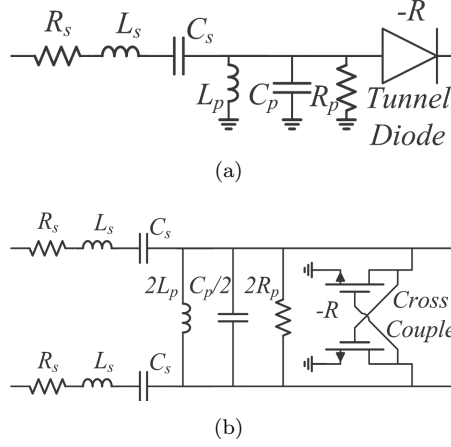 -R
R_s L_s C_s
L_p C_p R_p Tunnel
Diode
(a)
R_s L_s C_s
2L_p C_p/2 2R_p
-R Cross
Couple
R_s L_s C_s
(b)